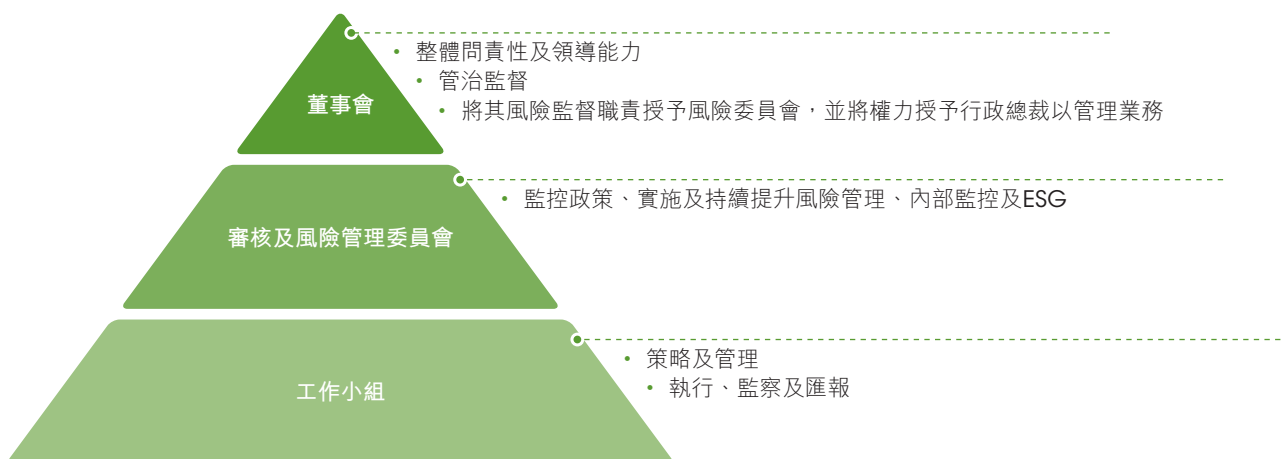 董事會
• 整體問責性及領導能力
• 管治監督
• 將其風險監督職責授予風險委員會，並將權力授予行政總裁以管理業務
審核及風險管理委員會
• 監控政策、實施及持續提升風險管理、內部監控及ESG
工作小組
• 策略及管理
• 執行、監察及匯報